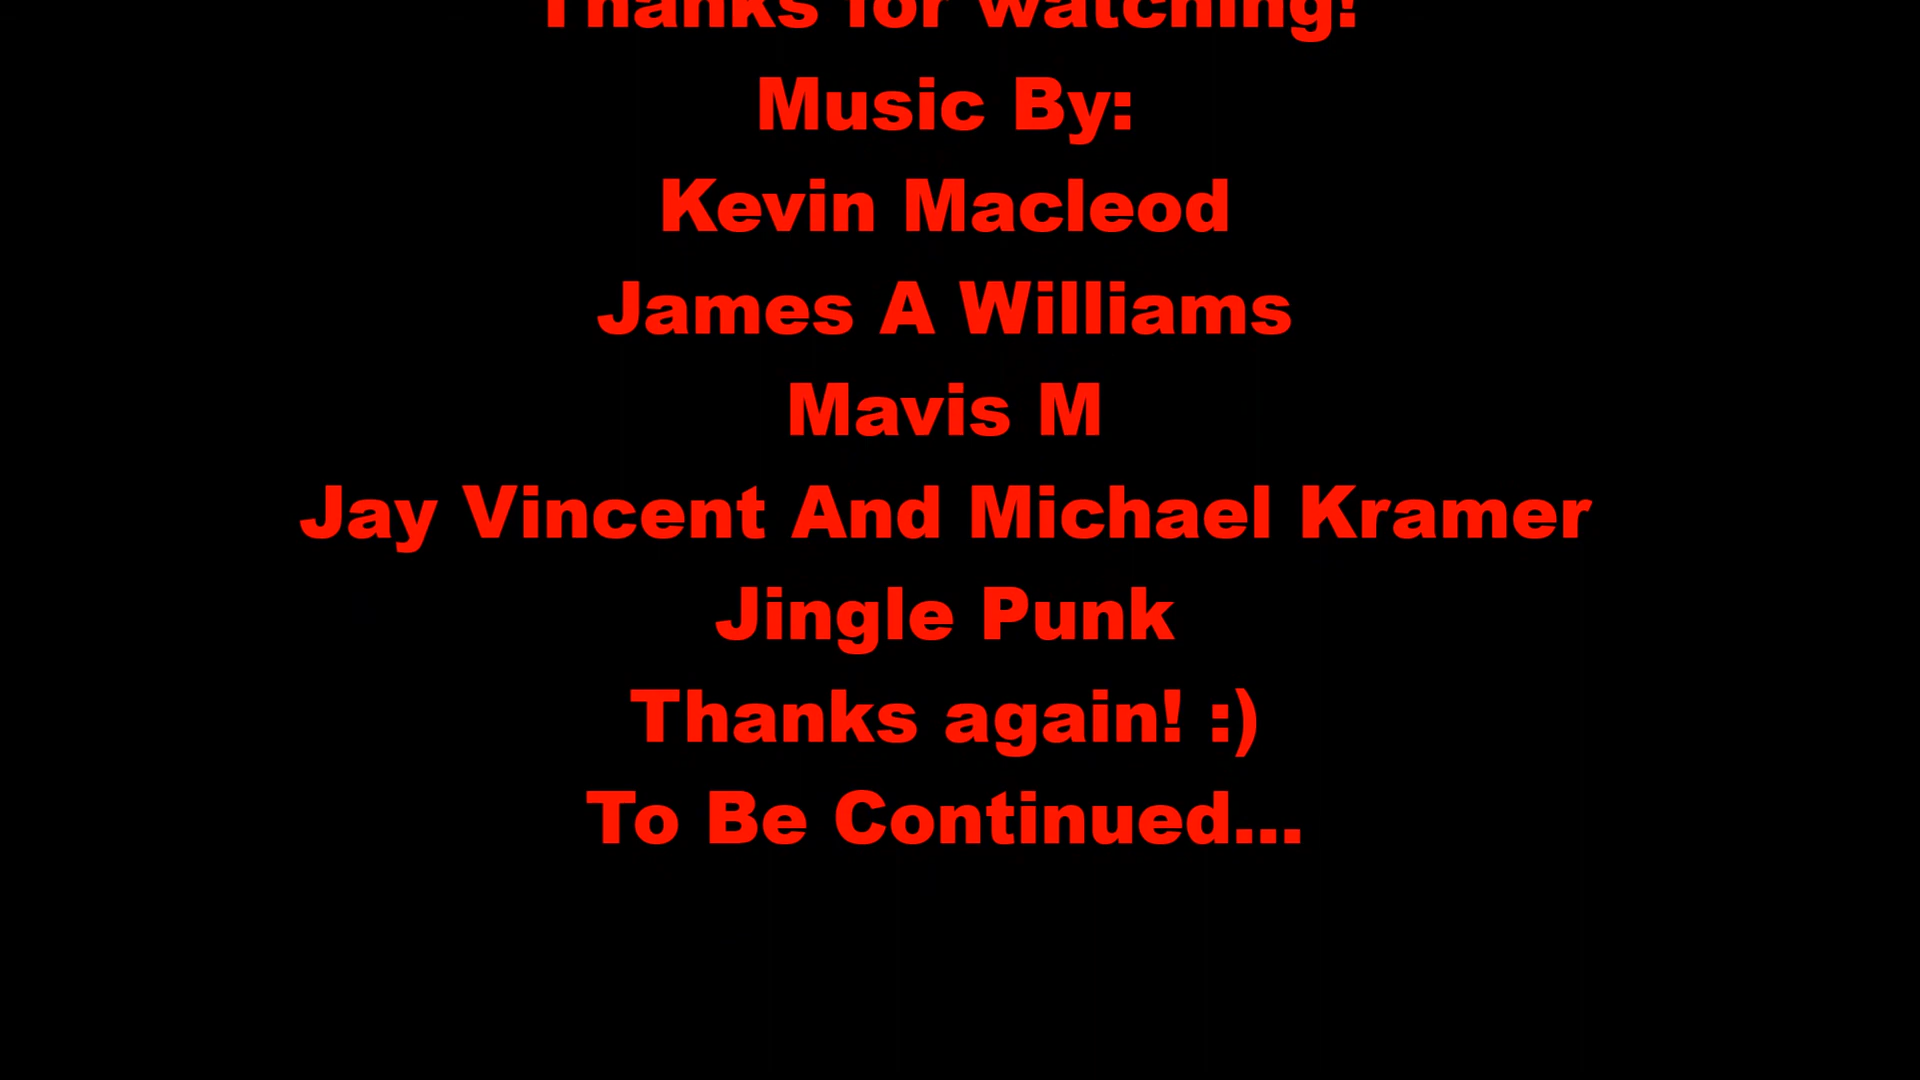 Thanks for watching!
Music By:
Kevin Macleod
James A Williams
Mavis M
Jay Vincent And Michael Kramer
Jingle Punk
Thanks again! :)
To Be Continued...